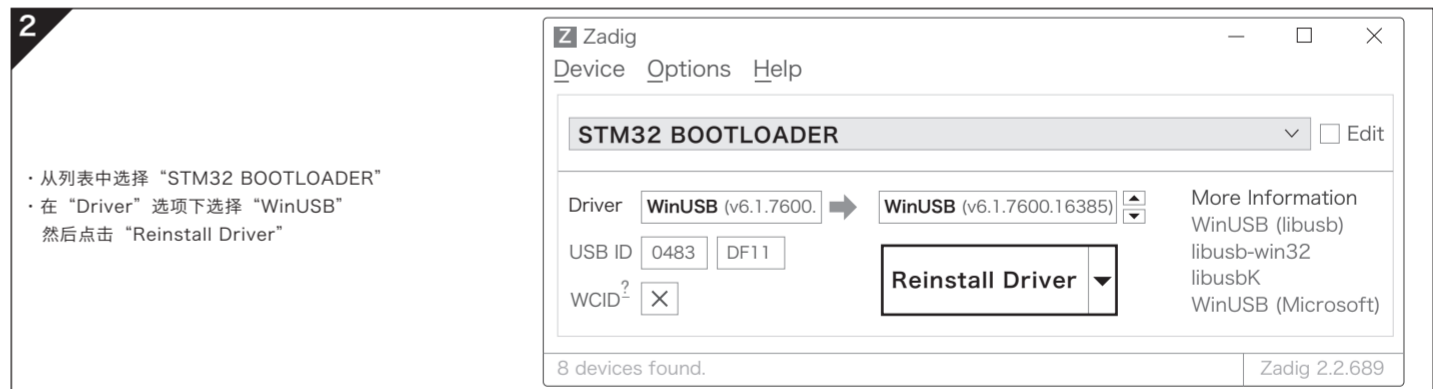 2
· 从列表中选择“STM32 BOOTLOADER”
· 在“Driver”选项下选择“WinUSB”
然后点击“Reinstall Driver”
Z Zadig
Device Options Help
STM32 BOOTLOADER
Edit
Driver WinUSB (v6.1.7600. WinUSB (v6.1.7600.16385)
USB ID 0483 DF11
WCID?
Reinstall Driver
More Information
WinUSB (libusb)
libusb-win32
libusbK
WinUSB (Microsoft)
8 devices found.
Zadig 2.2.689